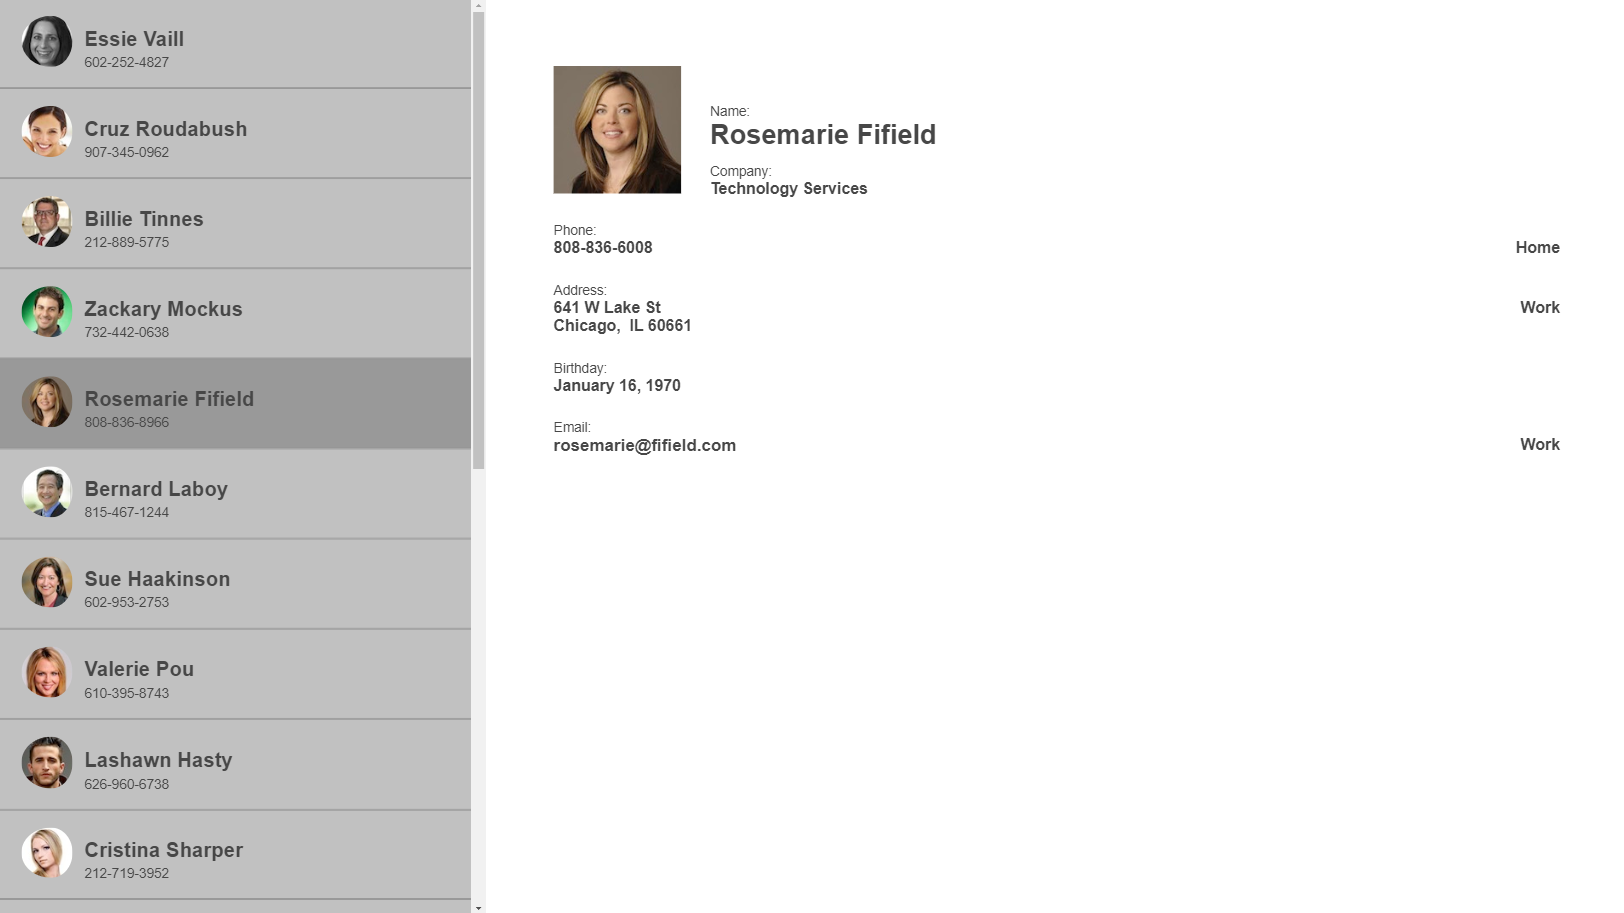 Essie Vaill
602-252-4827
Cruz Roudabush
907-345-0962
Billie Tinnes
212-889-5775
Zackary Mockus
732-442-0638
Rosemarie Fifield
808-836-8966
Bernard Laboy
815-467-1244
Sue Haakinson
602-953-2753
Valerie Pou
610-395-8743
Lashawn Hasty
626-960-6738
Cristina Sharper
212-719-3952
Name:
Rosemarie Fifield
Company:
Technology Services
Phone:
808-836-6008 Home
Address:
641 W Lake St Work
Chicago,  IL 60661
Birthday:
January 16, 1970
Email:
rosemarie@fifield.com Work